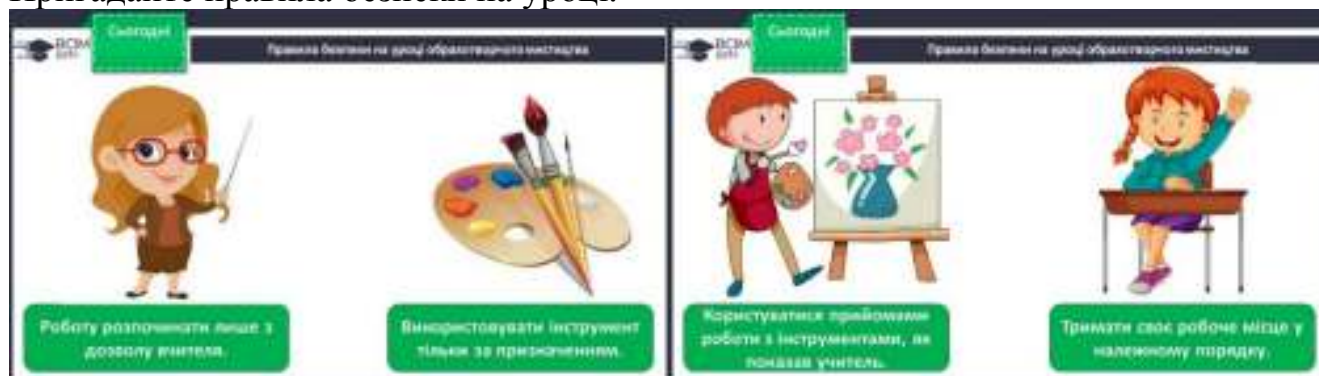 Пригадайте правила безпеки на уроці.
Сьогодні
Правила безпеки на уроці образотворчого мистецтва
Роботу розпочинати лише з
дозволу вчителя.
Використовувати інструмент
тільки за призначенням.
Сьогодні
Правила безпеки на уроці образотворчого мистецтва
Користуватися прийомами
роботи з інструментами, як
показав учитель.
Тримати своє робоче місце у
належному порядку.